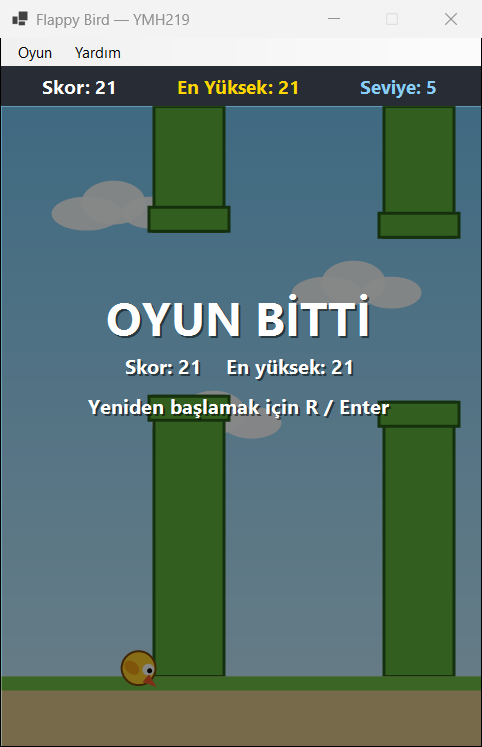 Flappy Bird — YMH219
Oyun Yardım
Skor: 21 En Yüksek: 21 Seviye: 5
OYUN BİTTİ
Skor: 21 En yüksek: 21
Yeniden başlamak için R / Enter